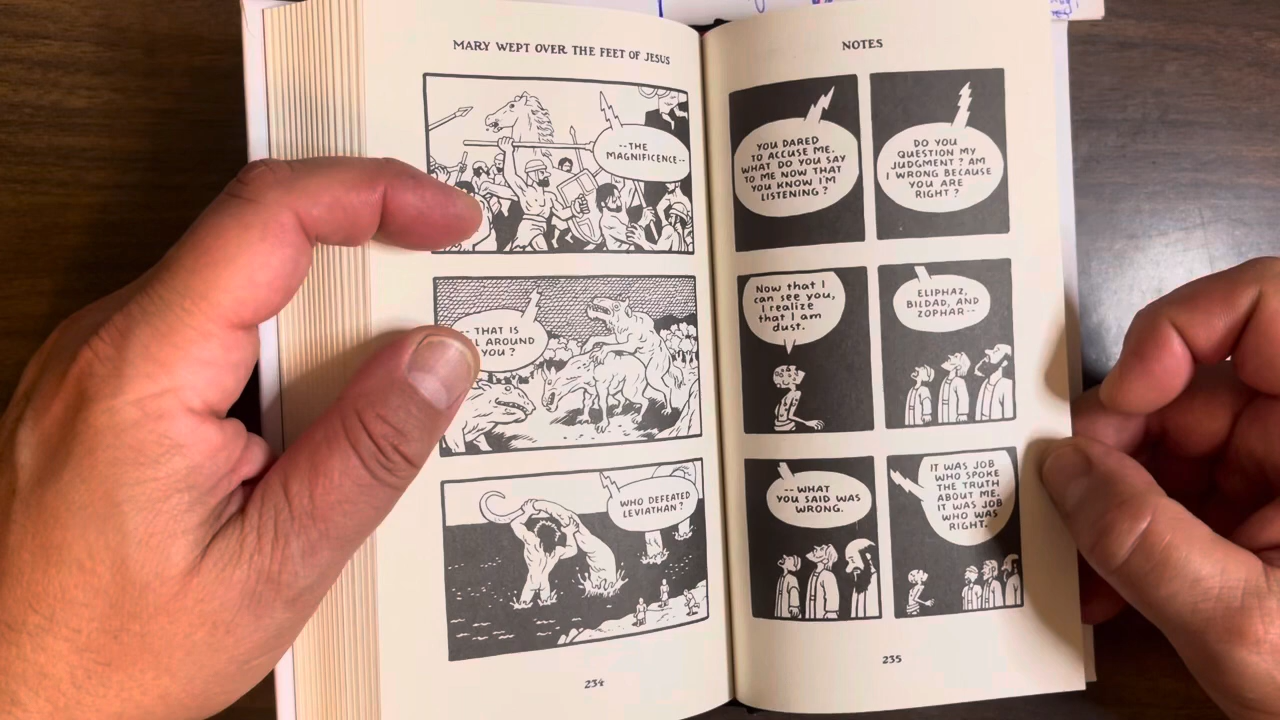 MARY WEPT OVER THE FEET OF JESUS
--THE
MAGNIFICENCE--
THAT IS
AROUND
YOU?
WHO DEFEATED
LEVIATHAN?
234
NOTES
YOU DARED
TO ACCUSE ME.
WHAT DO YOU SAY
TO ME NOW THAT
YOU KNOW I'M
LISTENING?
DO YOU
QUESTION MY
JUDGMENT? AM
I WRONG BECAUSE
YOU ARE
RIGHT?
Now that I
can see you,
I realize
that I am
dust.
ELIPHAZ,
BILDAD, AND
ZOPHAR--
--WHAT
YOU SAID WAS
WRONG.
IT WAS JOB
WHO SPOKE
THE TRUTH
ABOUT ME.
IT WAS JOB
WHO WAS
RIGHT.
235